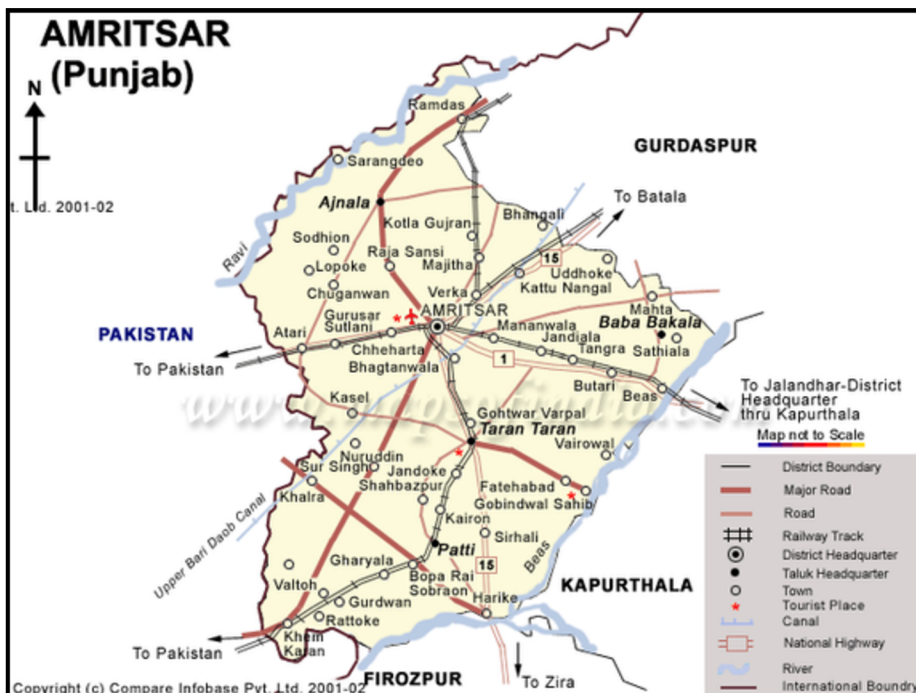 AMRITSAR
(Punjab)
N
t. Ltd. 2001-02
Ramdas
GURDASPUR
Sarangdeo
To Batala
Ajnala
Kotla Gujran
Bhangali
Ravi
Sodhion
Raja Sansi
15
Lopoke
Majitha
Uddhoke
Chuganwan
Verka
Kattu Nangal
AMRITSAR
Mahta
Gurusar
Sutlani
Mananwala
Baba Bakala
PAKISTAN
Atari
Jandiala
Chheharta
Tangra
Sathiala
To Pakistan
Bhagtanwala
1
Butari
Beas
To Jalandhar-District
Headquarter
thru Kapurthala
Kasel
www.mapsofindia.com
Gohtwar Varpal
Taran Taran
Map not to Scale
Vairowal
Nuruddin
Sur Singh
Jandoke
Khalra
Shahbazpur
Fatehabad
Gobindwal Sahib
Kairon
Upper Bari Daob Canal
Sirhali
Patti
Beas
Gharyala
15
KAPURTHALA
Valtoh
Bopa Rai
Sobraon
Gurdwan
Harike
Rattoke
To Pakistan
Khem
Karan
FIROZPUR
To Zira
District Boundary
Major Road
Road
Railway Track
District Headquarter
Taluk Headquarter
Town
Tourist Place
Canal
National Highway
River
International Boundry
Copyright (c) Compare Infobase Pvt. Ltd. 2001-02